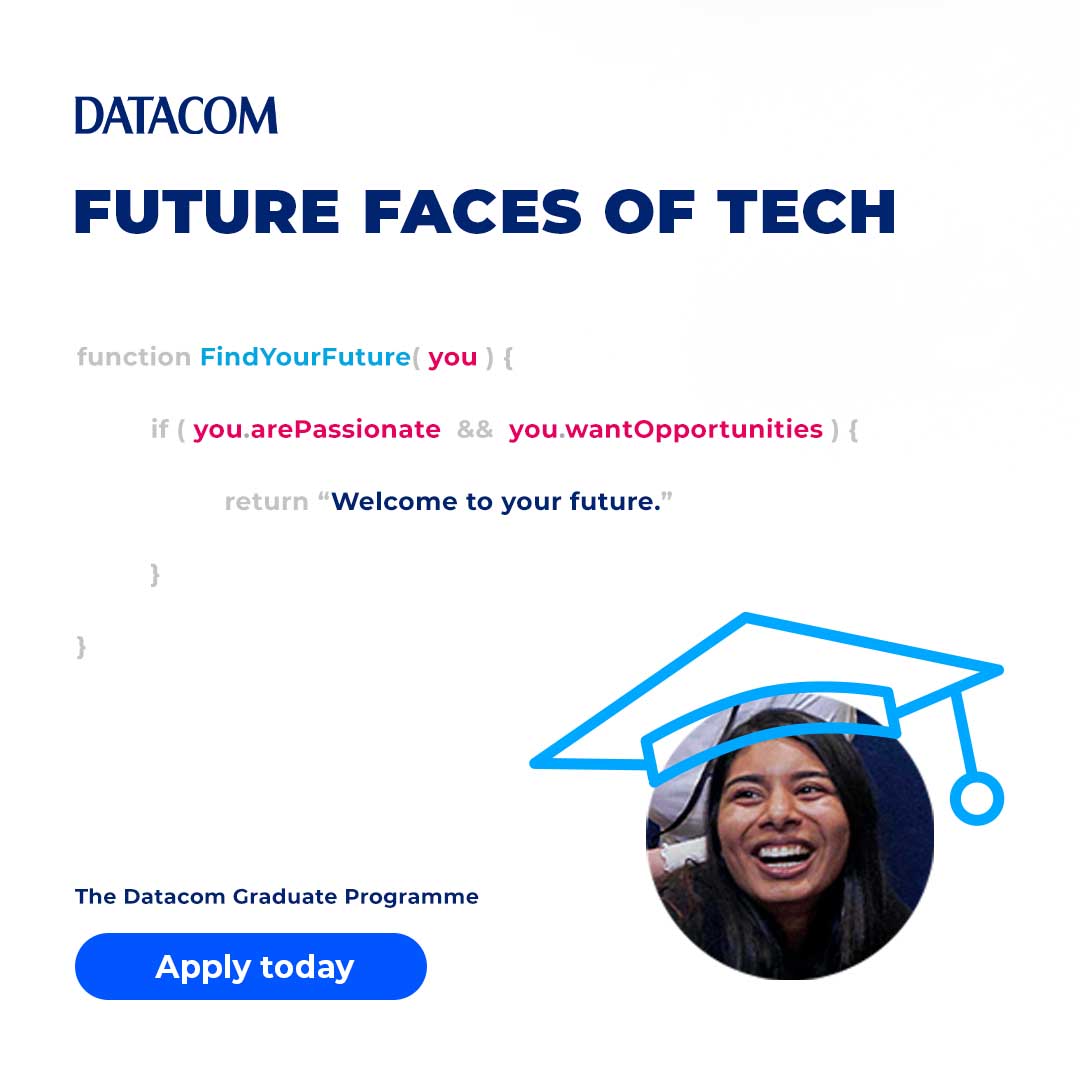 DATACOM
FUTURE FACES OF TECH
function FindYourFuture( you ) {
if ( you.arePassionate && you.wantOpportunities ) {
return “Welcome to your future.”
}
}
The Datacom Graduate Programme
Apply today